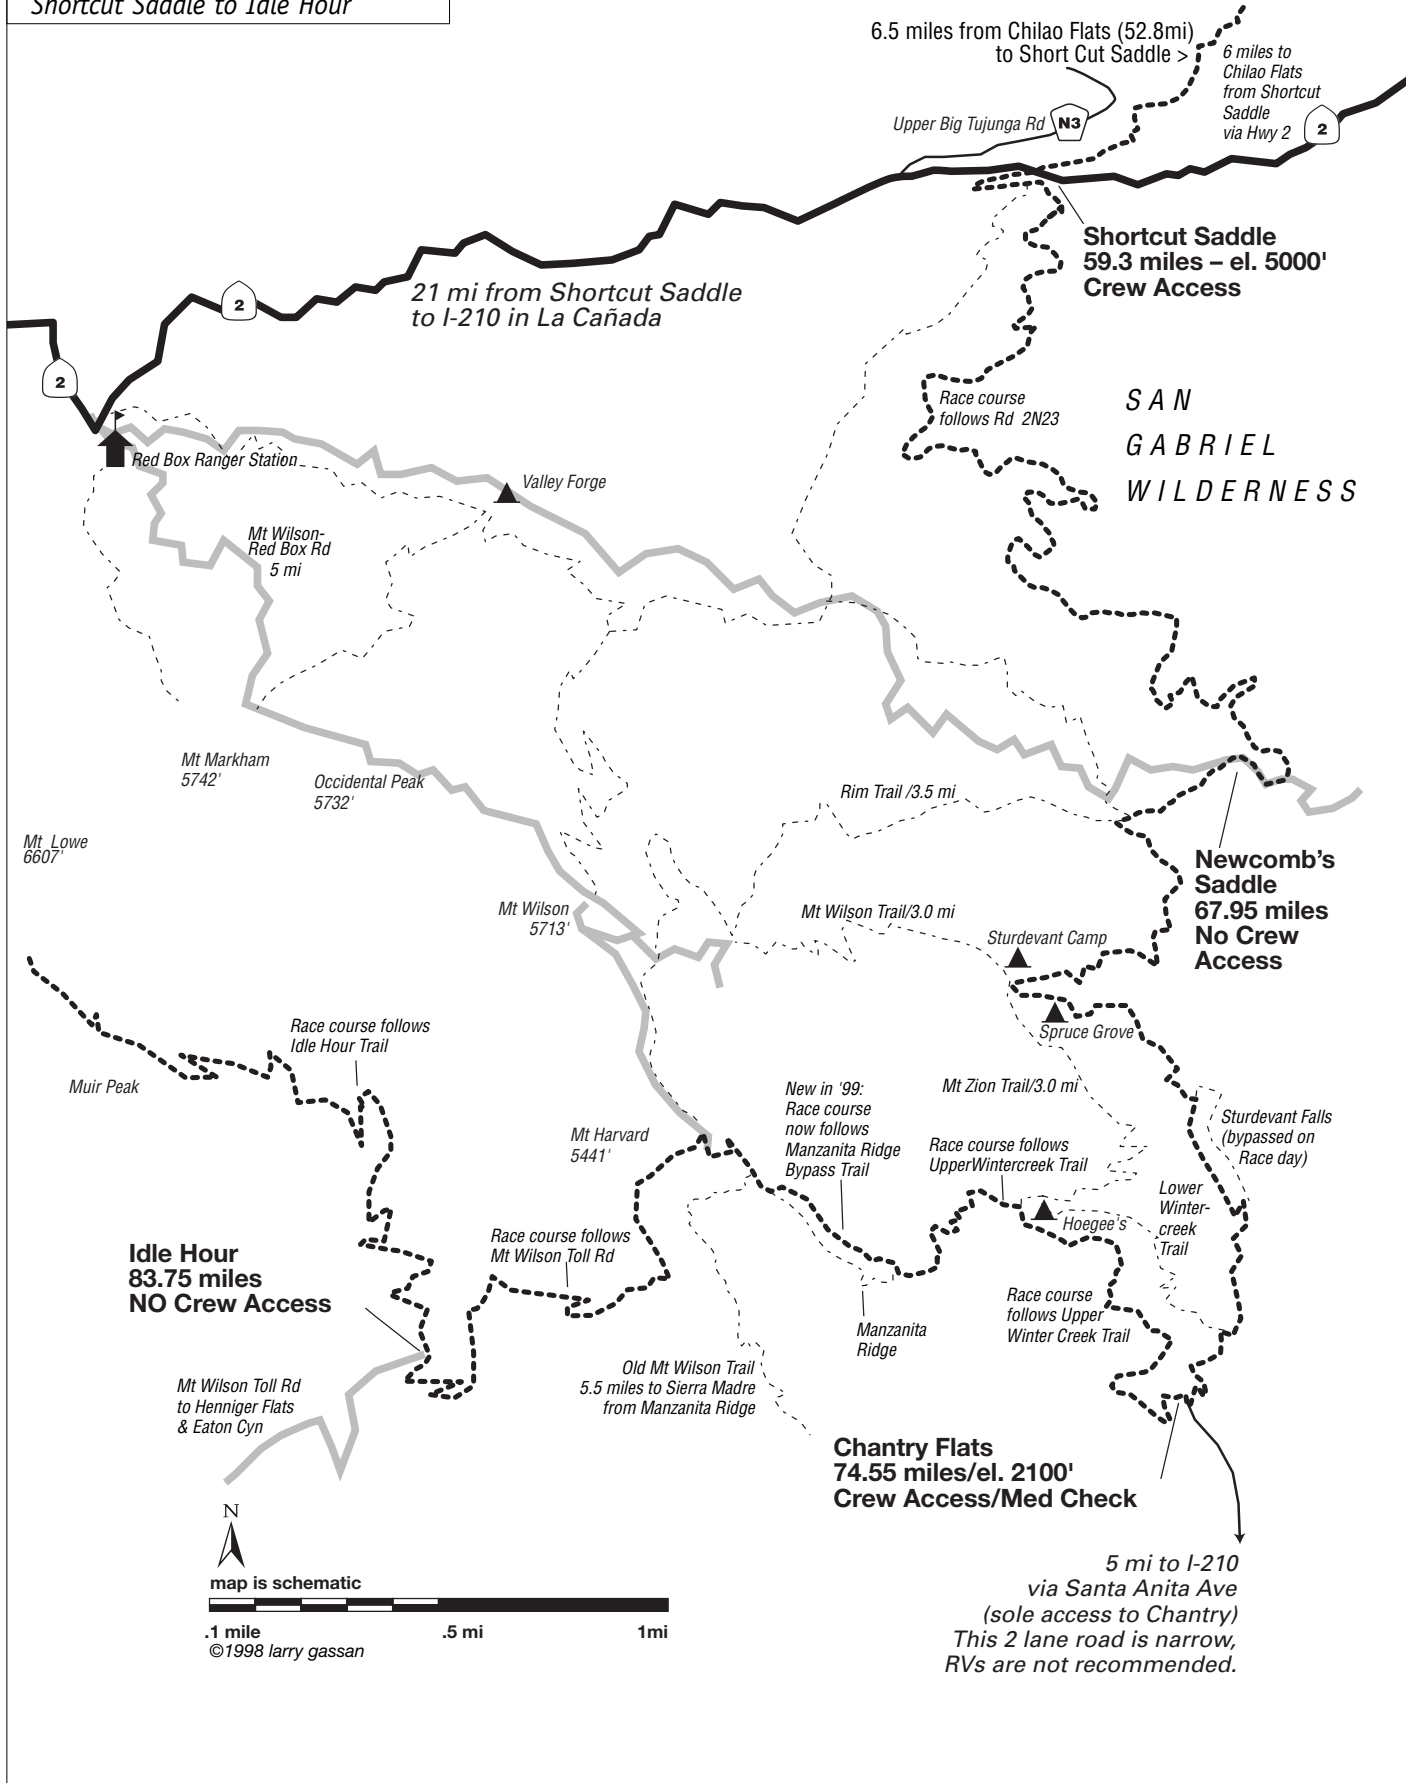 Shortcut Saddle to Idle Hour
6.5 miles from Chilao Flats (52.8mi)
to Short Cut Saddle >
6 miles to
Chilao Flats
from Shortcut
Saddle
via Hwy 2
2
Upper Big Tujunga Rd
N3
Shortcut Saddle
59.3 miles – el. 5000'
Crew Access
2
21 mi from Shortcut Saddle
to I-210 in La Cañada
2
Race course
follows Rd 2N23
SAN
GABRIEL
WILDERNESS
Red Box Ranger Station
Valley Forge
Mt Wilson-
Red Box Rd
5 mi
Mt Markham
5742'
Occidental Peak
5732'
Rim Trail /3.5 mi
Mt Lowe
6607'
Newcomb's
Saddle
67.95 miles
No Crew
Access
Mt Wilson
5713'
Mt Wilson Trail/3.0 mi
Sturdevant Camp
Spruce Grove
Race course follows
Idle Hour Trail
Muir Peak
Mt Zion Trail/3.0 mi
New in '99:
Race course
now follows
Manzanita Ridge
Bypass Trail
Sturdevant Falls
(bypassed on
Race day)
Mt Harvard
5441'
Race course follows
UpperWintercreek Trail
Lower
Winter-
creek
Trail
Hoegee's
Race course follows
Mt Wilson Toll Rd
Idle Hour
83.75 miles
NO Crew Access
Race course
follows Upper
Winter Creek Trail
Manzanita
Ridge
Old Mt Wilson Trail
5.5 miles to Sierra Madre
from Manzanita Ridge
Mt Wilson Toll Rd
to Henniger Flats
& Eaton Cyn
Chantry Flats
74.55 miles/el. 2100'
Crew Access/Med Check
N
map is schematic
.1 mile .5 mi 1mi
©1998 larry gassan
5 mi to I-210
via Santa Anita Ave
(sole access to Chantry)
This 2 lane road is narrow,
RVs are not recommended.